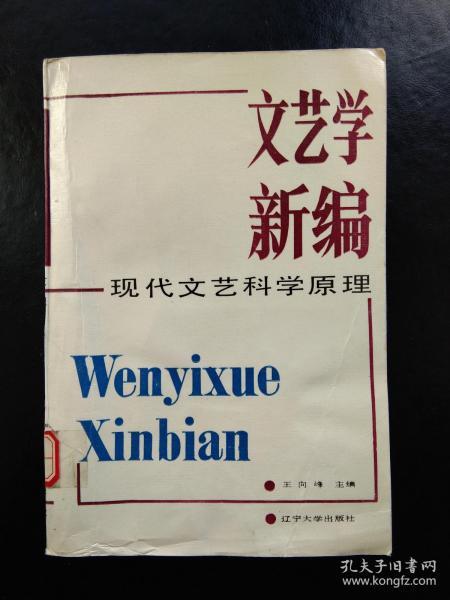 文艺学
新编
现代文艺科学原理
Wenyixue
Xinbian
王向峰 主编
辽宁大学出版社
孔夫子旧书网
www.kongfz.com